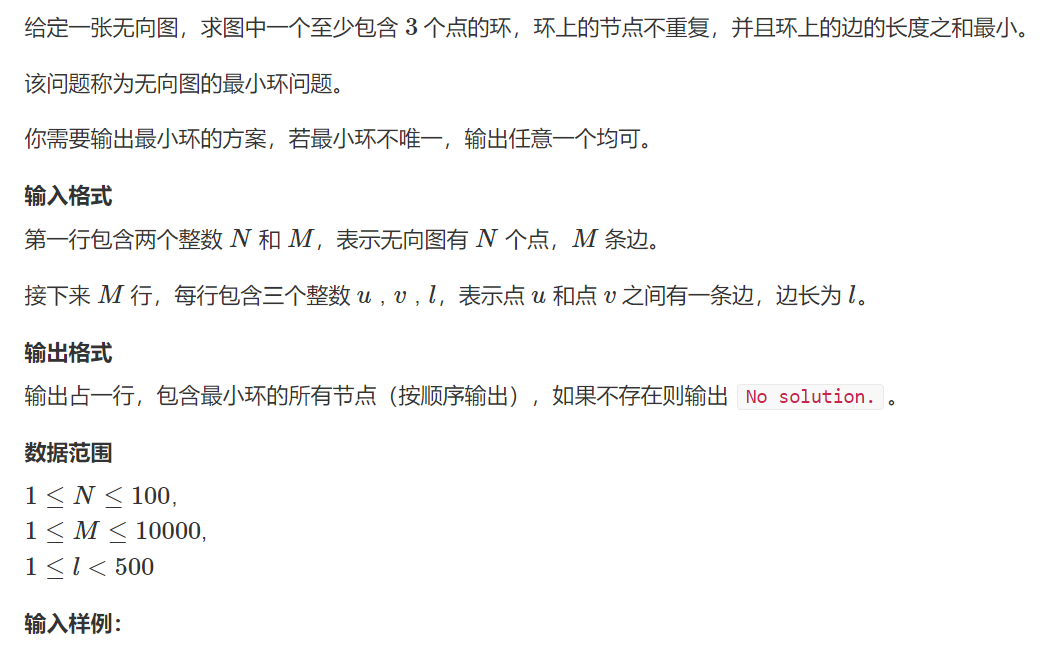 给定一张无向图，求图中一个至少包含 3 个点的环，环上的节点不重复，并且环上的边的长度之和最小。
该问题称为无向图的最小环问题。
你需要输出最小环的方案，若最小环不唯一，输出任意一个均可。
输入格式
第一行包含两个整数 N 和 M，表示无向图有 N 个点，M 条边。
接下来 M 行，每行包含三个整数 u，v，l，表示点 u 和点 v 之间有一条边，边长为 l。
输出格式
输出占一行，包含最小环的所有节点（按顺序输出），如果不存在则输出 No solution. 。
数据范围
1 ≤ N ≤ 100,
1 ≤ M ≤ 10000,
1 ≤ l < 500
输入样例：